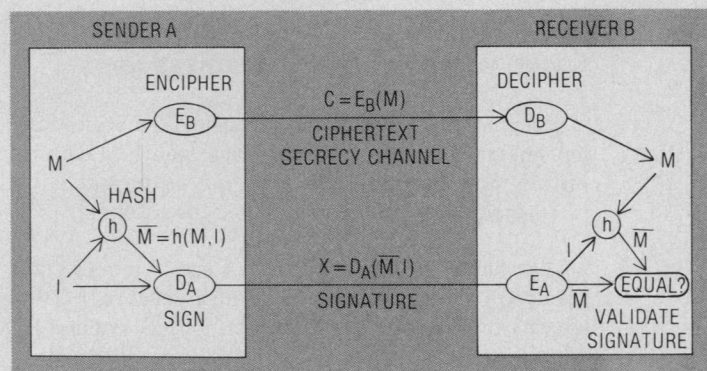 SENDER A
RECEIVER B
ENCIPHER
DECIPHER
E_B
C = E_B(M)
D_B
CIPHERTEXT
SECRECY CHANNEL
M
M
HASH
h
M̅ = h(M,I)
h
I
M̅
I
X = D_A(M̅,I)
D_A
E_A
M̅
EQUAL?
SIGN
SIGNATURE
VALIDATE
SIGNATURE